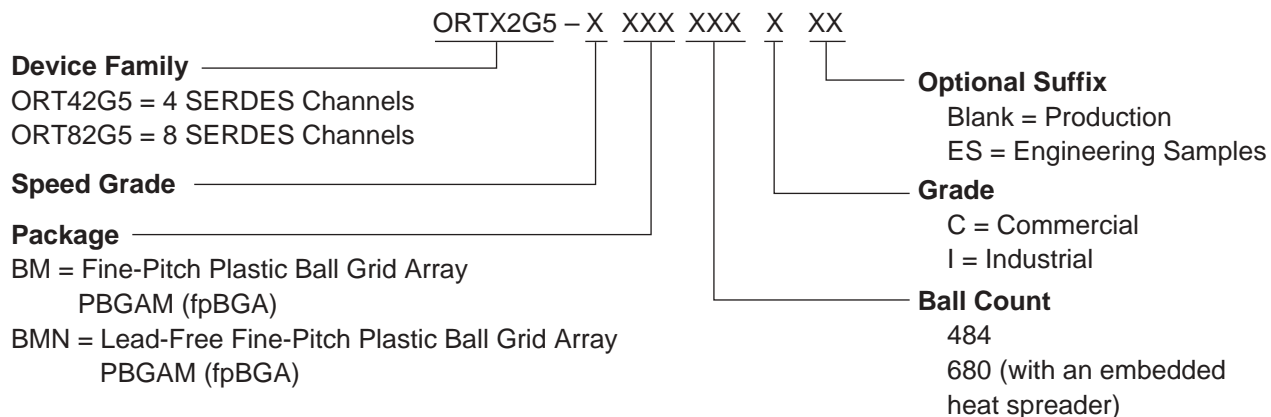 ORTX2G5 – X XXX XXX X XX
Device Family
ORT42G5 = 4 SERDES Channels
ORT82G5 = 8 SERDES Channels
Speed Grade
Package
BM = Fine-Pitch Plastic Ball Grid Array
PBGAM (fpBGA)
BMN = Lead-Free Fine-Pitch Plastic Ball Grid Array
PBGAM (fpBGA)
Optional Suffix
Blank = Production
ES = Engineering Samples
Grade
C = Commercial
I = Industrial
Ball Count
484
680 (with an embedded
heat spreader)